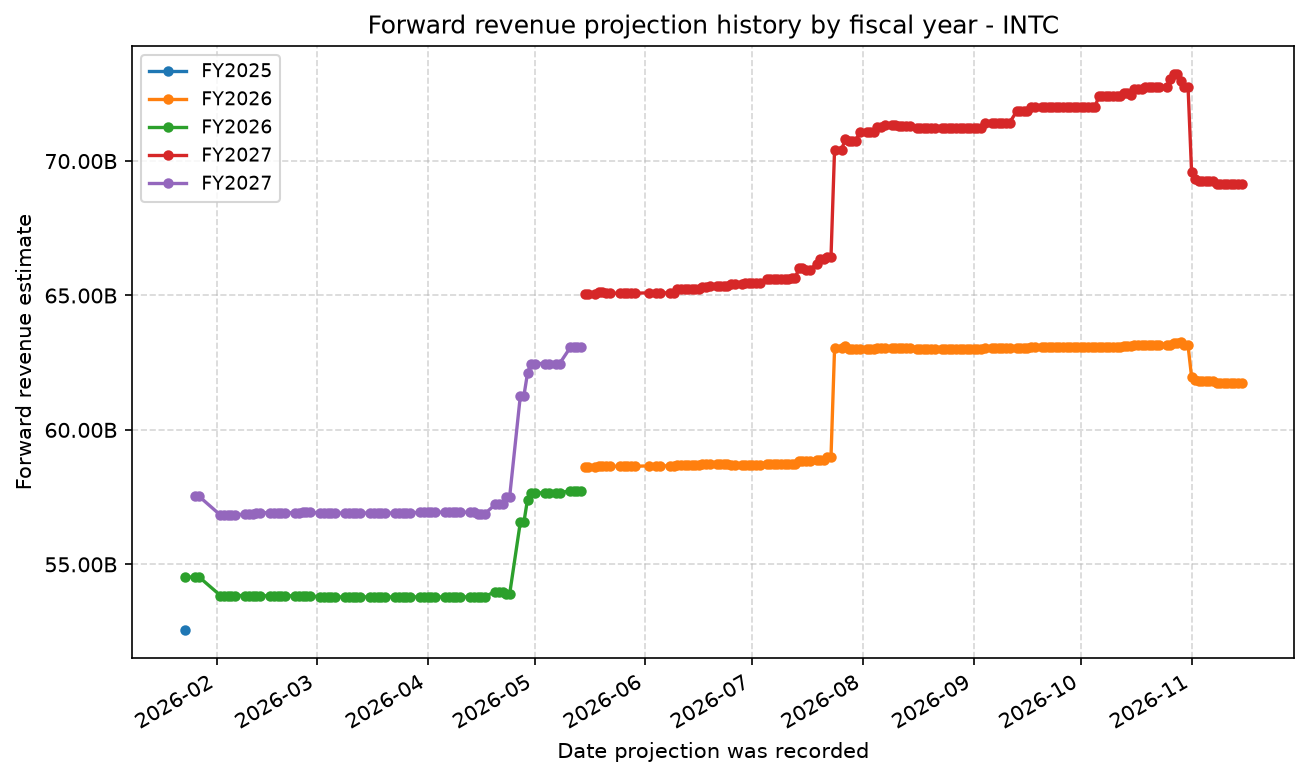 Forward revenue projection history by fiscal year - INTC
FY2025
FY2026
FY2026
FY2027
FY2027
Forward revenue estimate
70.00B
65.00B
60.00B
55.00B
2026-02
2026-03
2026-04
2026-05
2026-06
2026-07
2026-08
2026-09
2026-10
2026-11
Date projection was recorded